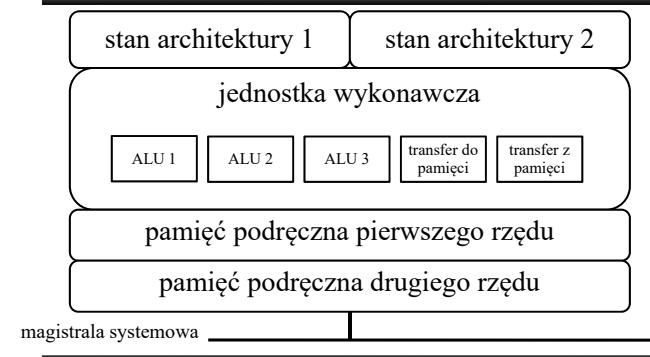 stan architektury 1 stan architektury 2
jednostka wykonawcza
ALU 1 ALU 2 ALU 3 transfer do pamięci transfer z pamięci
pamięć podręczna pierwszego rzędu
pamięć podręczna drugiego rzędu
magistrala systemowa